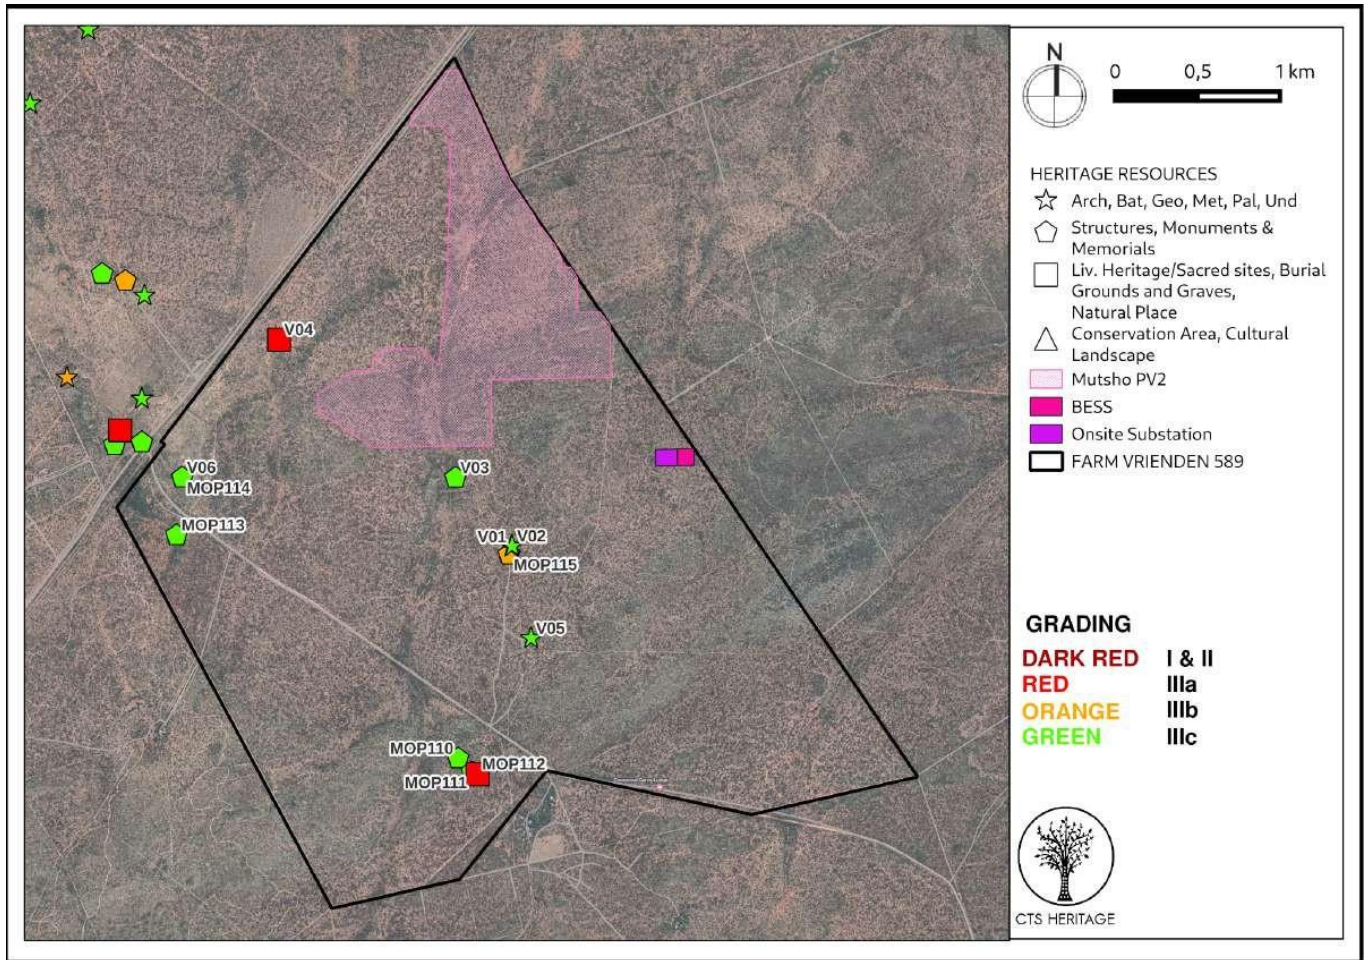 N
0 0,5 1 km
HERITAGE RESOURCES
Arch, Bat, Geo, Met, Pal, Und
Structures, Monuments &
Memorials
Liv. Heritage/Sacred sites, Burial
Grounds and Graves,
Natural Place
Conservation Area, Cultural
Landscape
Mutsho PV2
BESS
Onsite Substation
FARM VRIENDEN 589
GRADING
DARK RED I & II
RED IIIa
ORANGE IIIb
GREEN IIIc
CTS HERITAGE
V04
V06
MOP114
V03
MOP113
V01 V02
MOP115
V05
MOP110
MOP112
MOP111